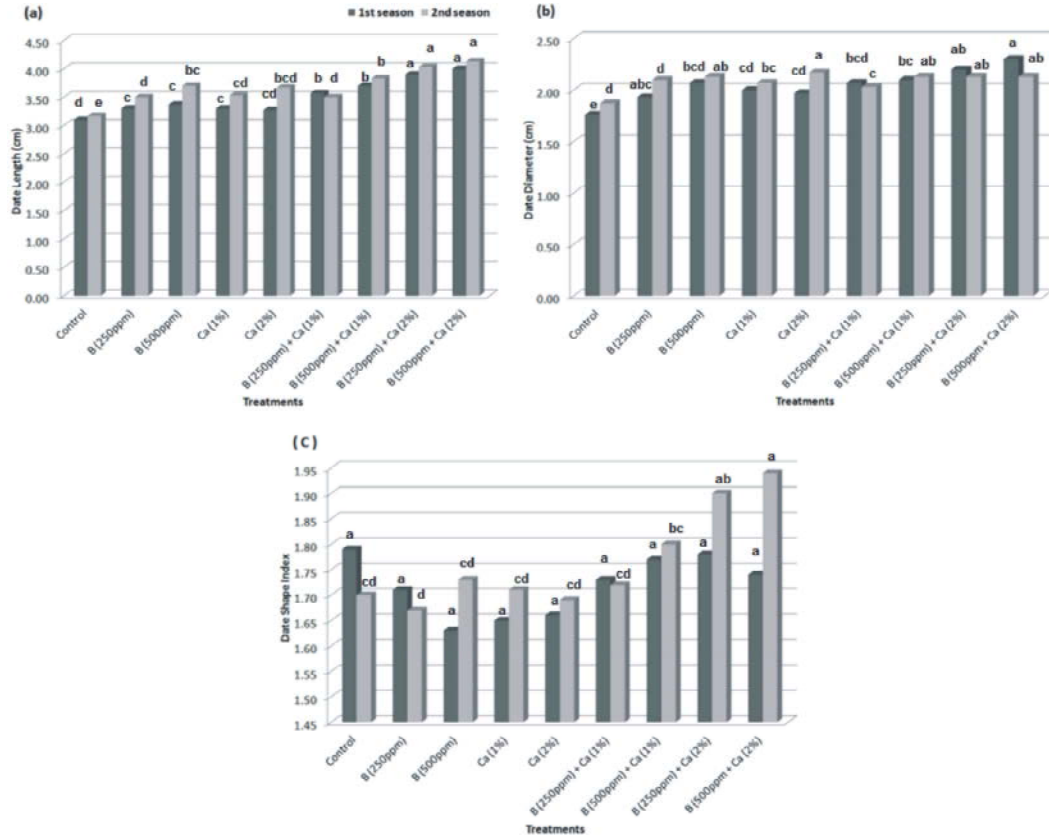 (a)
1st season 2nd season
4.50
4.00
3.50
3.00
2.50
2.00
1.50
1.00
0.50
0.00
Date Length (cm)
d e c d c bc c cd cd bcd b d b b a a a a
Control
B (250ppm)
B (500ppm)
Ca (1%)
Ca (2%)
B (250ppm) + Ca (1%)
B (500ppm) + Ca (1%)
B (250ppm) + Ca (2%)
B (500ppm + Ca (2%)
Treatments
(b)
2.50
2.00
1.50
1.00
0.50
0.00
Date Diameter (cm)
e d abc d bcd ab cd cd cd a bcd c bc ab ab ab a ab
Control
B (250ppm)
B (500ppm)
Ca (1%)
Ca (2%)
B (250ppm) + Ca (1%)
B (500ppm) + Ca (1%)
B (250ppm) + Ca (2%)
B (500ppm + Ca (2%)
Treatments
( C )
1.95
1.90
1.85
1.80
1.75
1.70
1.65
1.60
1.55
1.50
1.45
Date Shape Index
a cd a d a cd a cd a cd a cd a bc a ab a a
Control
B (250ppm)
B (500ppm)
Ca (1%)
Ca (2%)
B (250ppm) + Ca (1%)
B (500ppm) + Ca (1%)
B (250ppm) + Ca (2%)
B (500ppm + Ca (2%)
Treatments